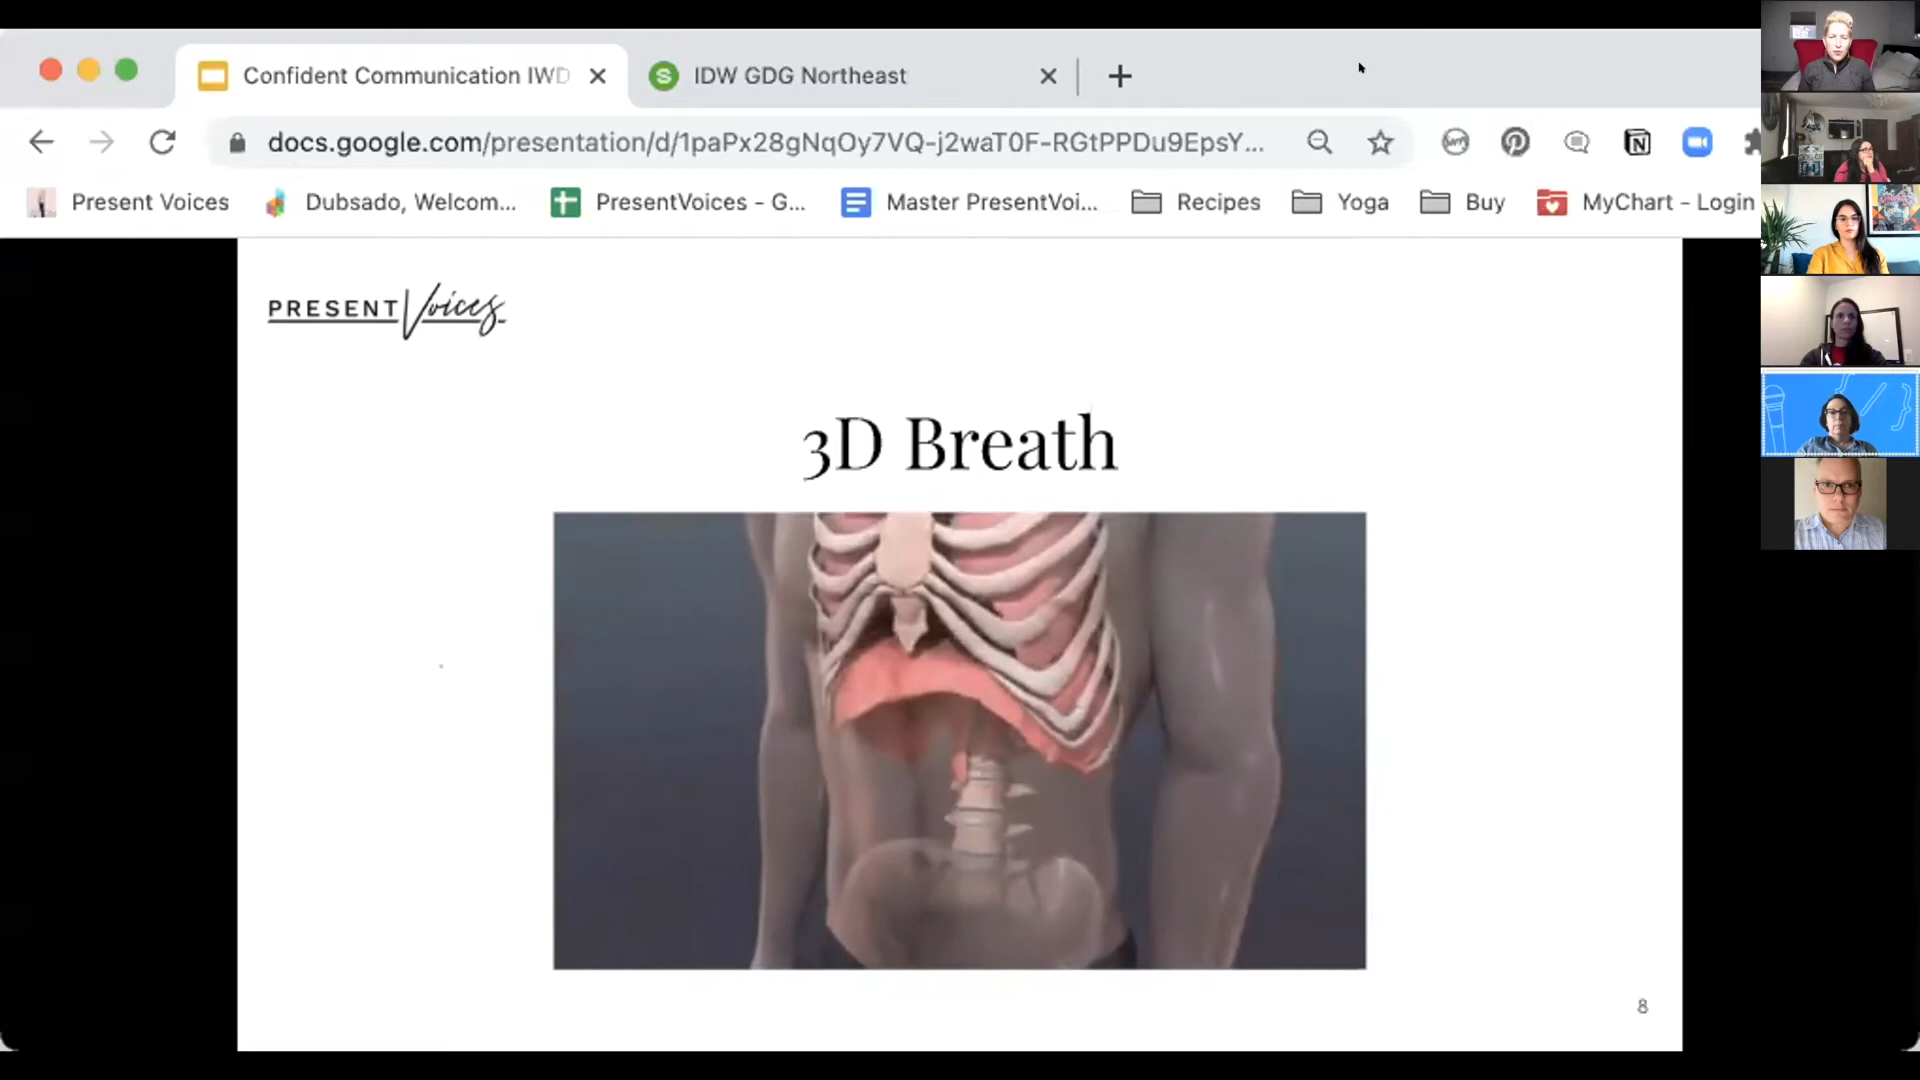 Confident Communication IWD
IDW GDG Northeast
docs.google.com/presentation/d/1paPx28gNqOy7VQ-j2waT0F-RGtPPDu9EpsY...
Present Voices
Dubsado, Welcom...
PresentVoices - G...
Master PresentVoi...
Recipes
Yoga
Buy
MyChart - Login
PRESENT Voices
3D Breath
8